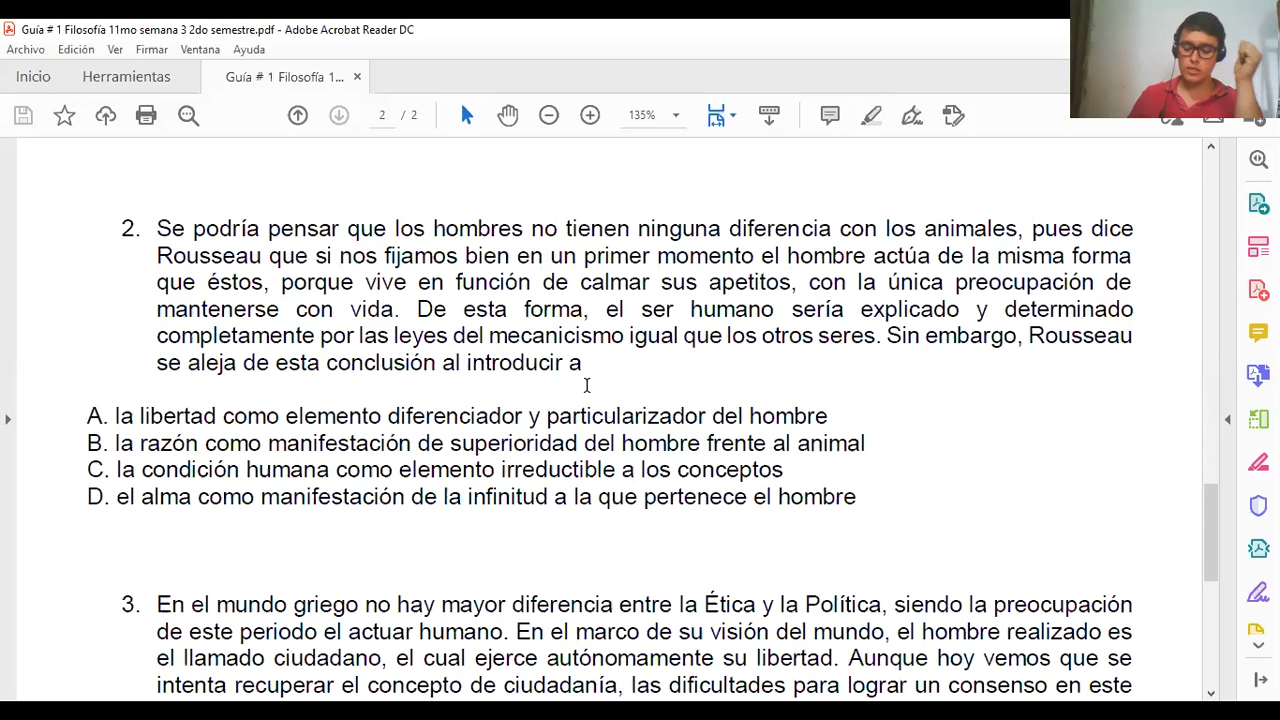 Guía # 1 Filosofía 11mo semana 3 2do semestre.pdf - Adobe Acrobat Reader DC
Archivo Edición Ver Firmar Ventana Ayuda
Inicio Herramientas Guía # 1 Filosofía 1... ×
2 / 2 135%
2. Se podría pensar que los hombres no tienen ninguna diferencia con los animales, pues dice
Rousseau que si nos fijamos bien en un primer momento el hombre actúa de la misma forma
que éstos, porque vive en función de calmar sus apetitos, con la única preocupación de
mantenerse con vida. De esta forma, el ser humano sería explicado y determinado
completamente por las leyes del mecanicismo igual que los otros seres. Sin embargo, Rousseau
se aleja de esta conclusión al introducir a
A. la libertad como elemento diferenciador y particularizador del hombre
B. la razón como manifestación de superioridad del hombre frente al animal
C. la condición humana como elemento irreductible a los conceptos
D. el alma como manifestación de la infinitud a la que pertenece el hombre
3. En el mundo griego no hay mayor diferencia entre la Ética y la Política, siendo la preocupación
de este periodo el actuar humano. En el marco de su visión del mundo, el hombre realizado es
el llamado ciudadano, el cual ejerce autónomamente su libertad. Aunque hoy vemos que se
intenta recuperar el concepto de ciudadanía, las dificultades para lograr un consenso en este